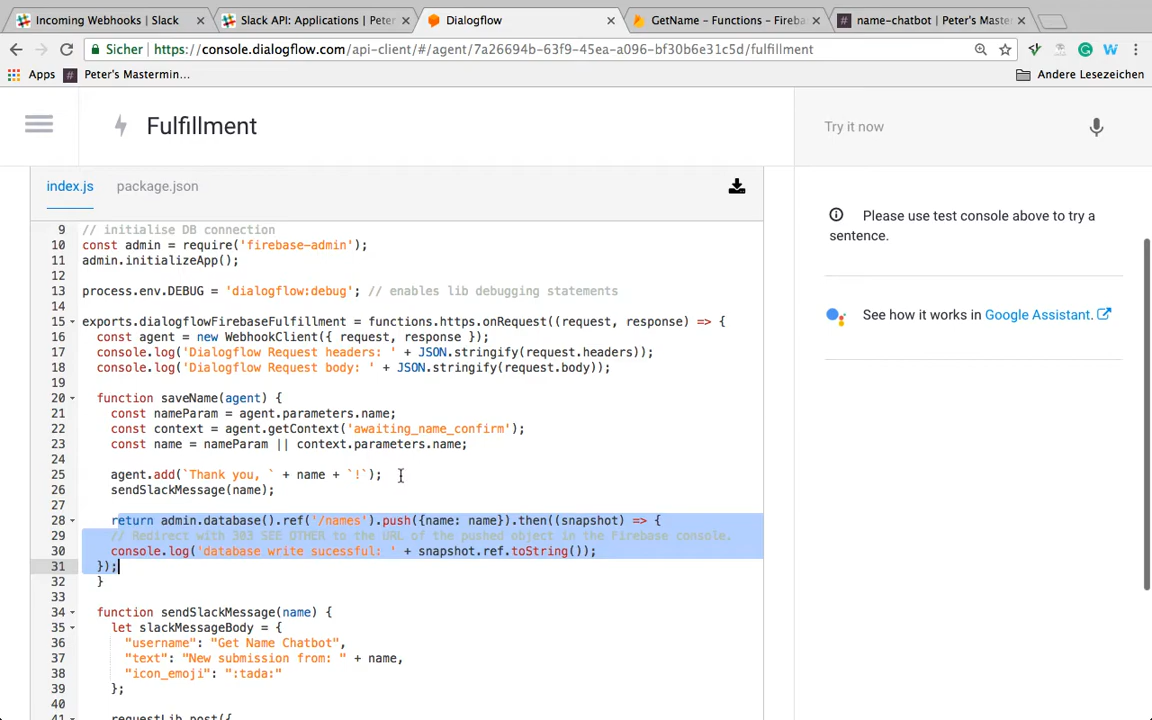 Incoming Webhooks | Slack
Slack API: Applications | Peter
Dialogflow
GetName – Functions – Fireba
name-chatbot | Peter's Master
Sicher | https://console.dialogflow.com/api-client/#/agent/7a26694b-63f9-45ea-a096-bf30b6e31c5d/fulfillment
Apps
Peter's Mastermin...
Andere Lesezeichen
Fulfillment
Try it now
index.js
package.json
Please use test console above to try a
sentence.
See how it works in Google Assistant.
9 // initialise DB connection
10 const admin = require('firebase-admin');
11 admin.initializeApp();
12
13 process.env.DEBUG = 'dialogflow:debug'; // enables lib debugging statements
14
15 exports.dialogflowFirebaseFulfillment = functions.https.onRequest((request, response) => {
16 const agent = new WebhookClient({ request, response });
17 console.log('Dialogflow Request headers: ' + JSON.stringify(request.headers));
18 console.log('Dialogflow Request body: ' + JSON.stringify(request.body));
19
20 function saveName(agent) {
21 const nameParam = agent.parameters.name;
22 const context = agent.getContext('awaiting_name_confirm');
23 const name = nameParam || context.parameters.name;
24
25 agent.add(`Thank you, ` + name + `!`);
26 sendSlackMessage(name);
27
28 return admin.database().ref('/names').push({name: name}).then((snapshot) => {
29 // Redirect with 303 SEE OTHER to the URL of the pushed object in the Firebase console.
30 console.log('database write sucessful: ' + snapshot.ref.toString());
31 });
32 }
33
34 function sendSlackMessage(name) {
35 let slackMessageBody = {
36 "username": "Get Name Chatbot",
37 "text": "New submission from: " + name,
38 "icon_emoji": ":tada:"
39 };
40
41 requestLib.post({